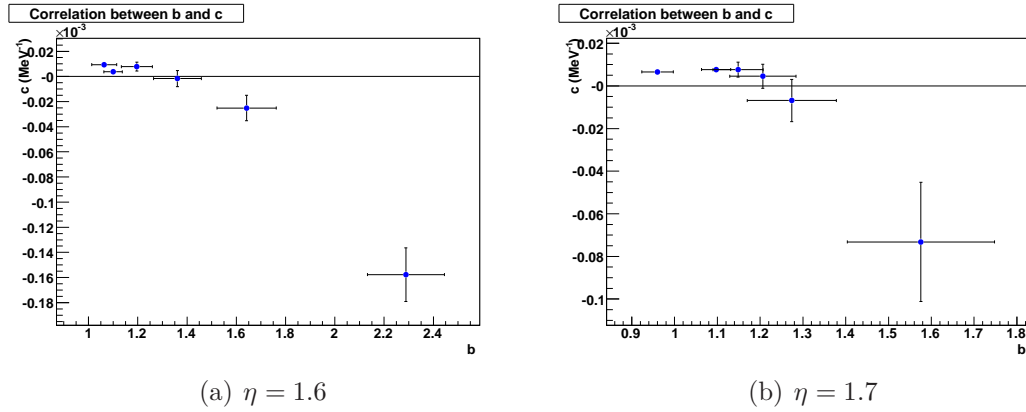 Correlation between b and c
×10⁻³
c (MeV⁻¹)
0.02
-0
-0.02
-0.04
-0.06
-0.08
-0.1
-0.12
-0.14
-0.16
-0.18
1 1.2 1.4 1.6 1.8 2 2.2 2.4
b
(a) η = 1.6
Correlation between b and c
×10⁻³
c (MeV⁻¹)
0.02
-0
-0.02
-0.04
-0.06
-0.08
-0.1
0.9 1 1.1 1.2 1.3 1.4 1.5 1.6 1.7 1.8
b
(b) η = 1.7